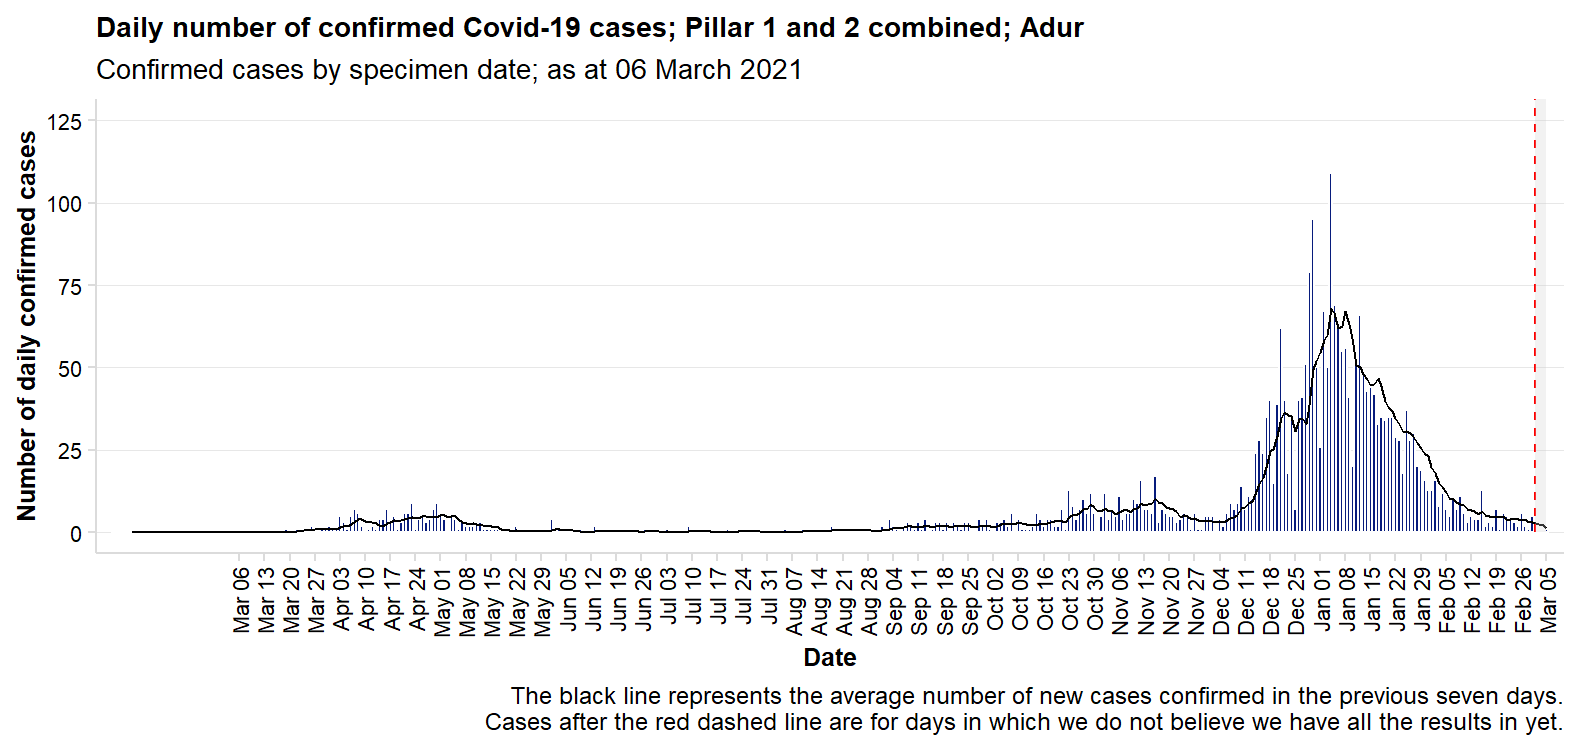 Daily number of confirmed Covid-19 cases; Pillar 1 and 2 combined; Adur
Confirmed cases by specimen date; as at 06 March 2021
Number of daily confirmed cases
125
100
75
50
25
0
Mar 06
Mar 13
Mar 20
Mar 27
Apr 03
Apr 10
Apr 17
Apr 24
May 01
May 08
May 15
May 22
May 29
Jun 05
Jun 12
Jun 19
Jun 26
Jul 03
Jul 10
Jul 17
Jul 24
Jul 31
Aug 07
Aug 14
Aug 21
Aug 28
Sep 04
Sep 11
Sep 18
Sep 25
Oct 02
Oct 09
Oct 16
Oct 23
Oct 30
Nov 06
Nov 13
Nov 20
Nov 27
Dec 04
Dec 11
Dec 18
Dec 25
Jan 01
Jan 08
Jan 15
Jan 22
Jan 29
Feb 05
Feb 12
Feb 19
Feb 26
Mar 05
Date
The black line represents the average number of new cases confirmed in the previous seven days.
Cases after the red dashed line are for days in which we do not believe we have all the results in yet.